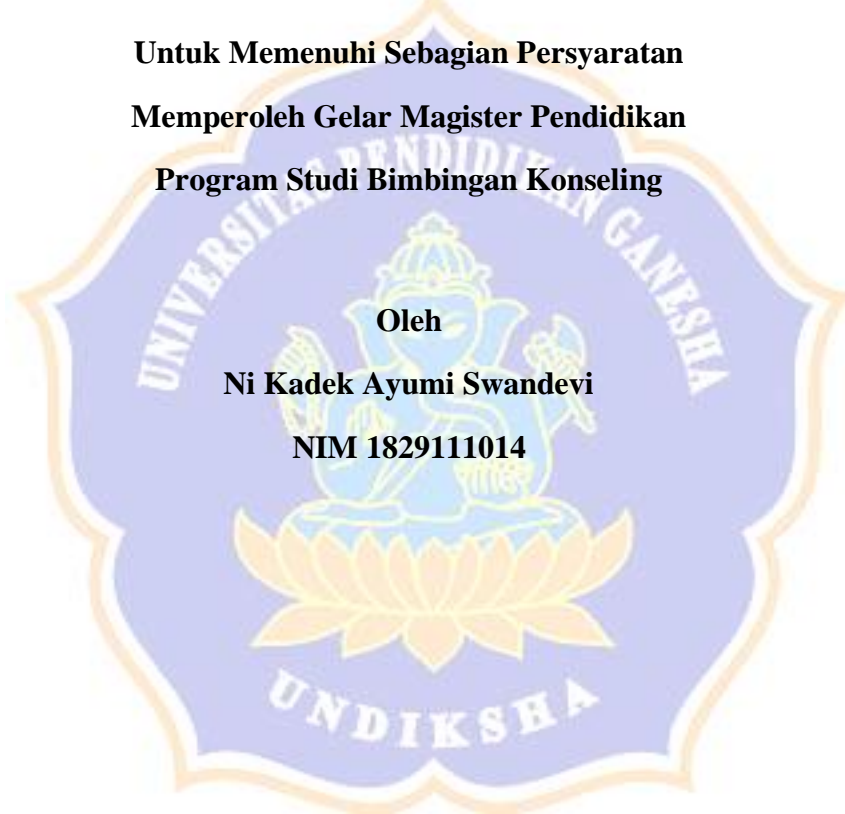 Untuk Memenuhi Sebagian Persyaratan
Memperoleh Gelar Magister Pendidikan
Program Studi Bimbingan Konseling
UNIVERSITAS PENDIDIKAN GANESHA
Oleh
Ni Kadek Ayumi Swandevi
NIM 1829111014
UNDIKSHA